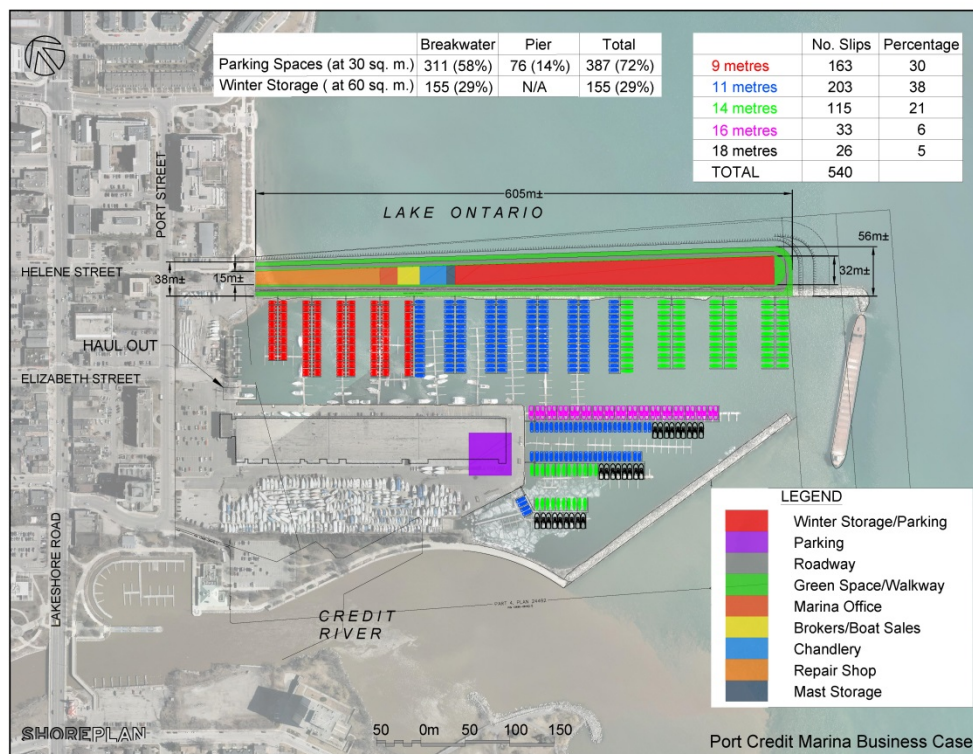 Breakwater Pier Total
Parking Spaces (at 30 sq. m.) 311 (58%) 76 (14%) 387 (72%)
Winter Storage ( at 60 sq. m.) 155 (29%) N/A 155 (29%)
No. Slips Percentage
9 metres 163 30
11 metres 203 38
14 metres 115 21
16 metres 33 6
18 metres 26 5
TOTAL 540
605m±
LAKE ONTARIO
PORT STREET
HELENE STREET
38m±
15m±
56m±
32m±
HAUL OUT
ELIZABETH STREET
LAKESHORE ROAD
CREDIT
RIVER
LEGEND
Winter Storage/Parking
Parking
Roadway
Green Space/Walkway
Marina Office
Brokers/Boat Sales
Chandlery
Repair Shop
Mast Storage
SHOREPLAN
50 0m 50 100 150
Port Credit Marina Business Case